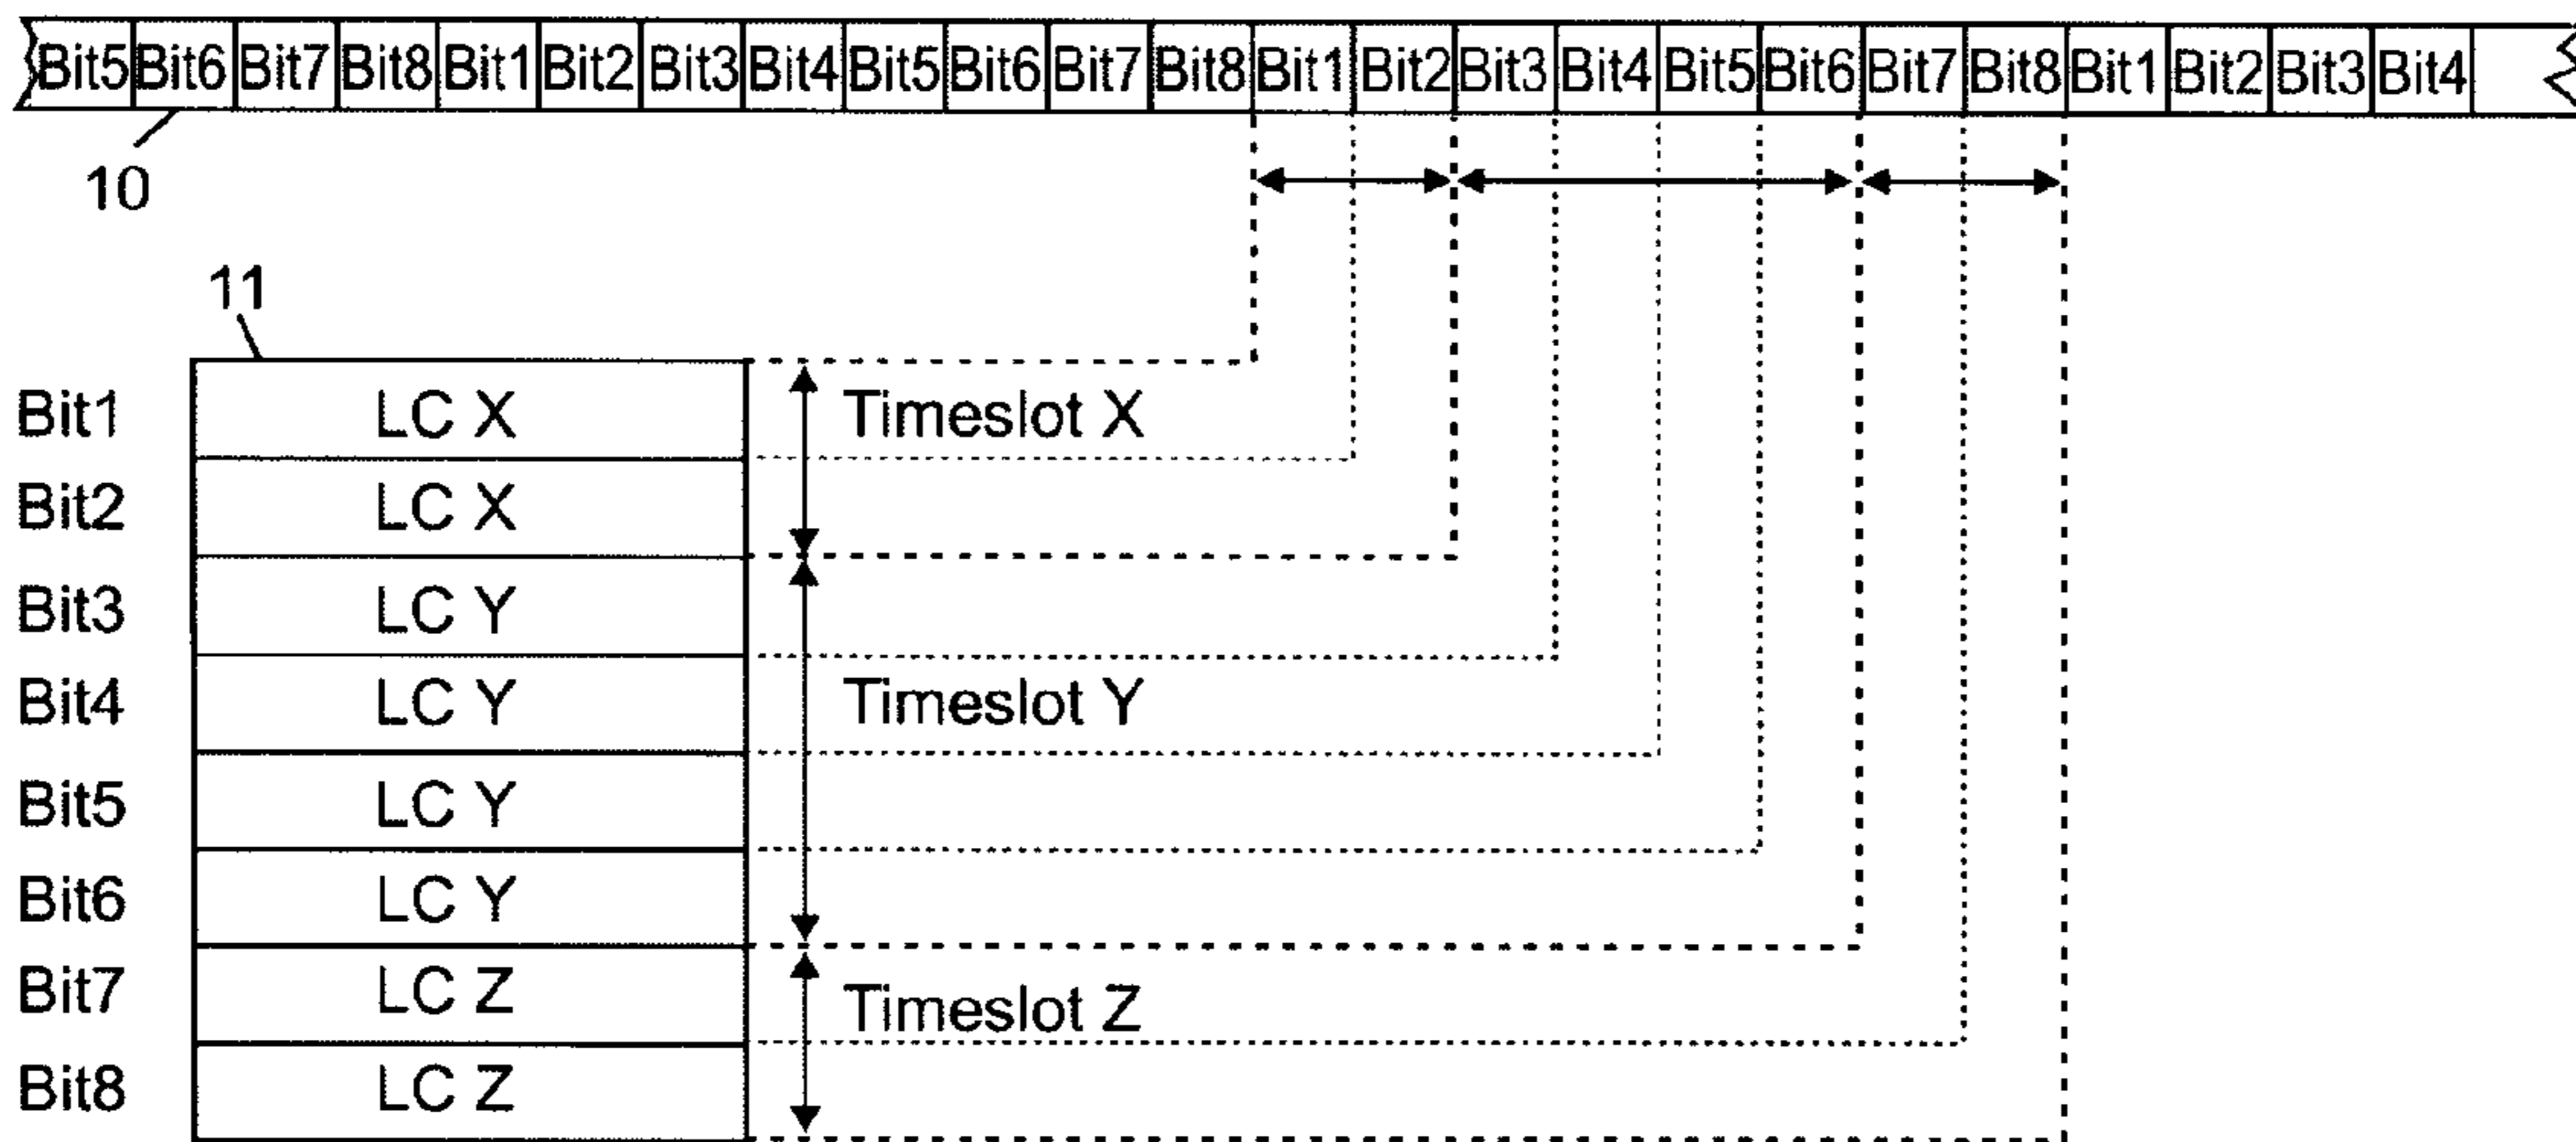 Bit5 Bit6 Bit7 Bit8 Bit1 Bit2 Bit3 Bit4 Bit5 Bit6 Bit7 Bit8 Bit1 Bit2 Bit3 Bit4 Bit5 Bit6 Bit7 Bit8 Bit1 Bit2 Bit3 Bit4
10
11
Bit1 LC X Timeslot X
Bit2 LC X
Bit3 LC Y
Bit4 LC Y Timeslot Y
Bit5 LC Y
Bit6 LC Y
Bit7 LC Z Timeslot Z
Bit8 LC Z